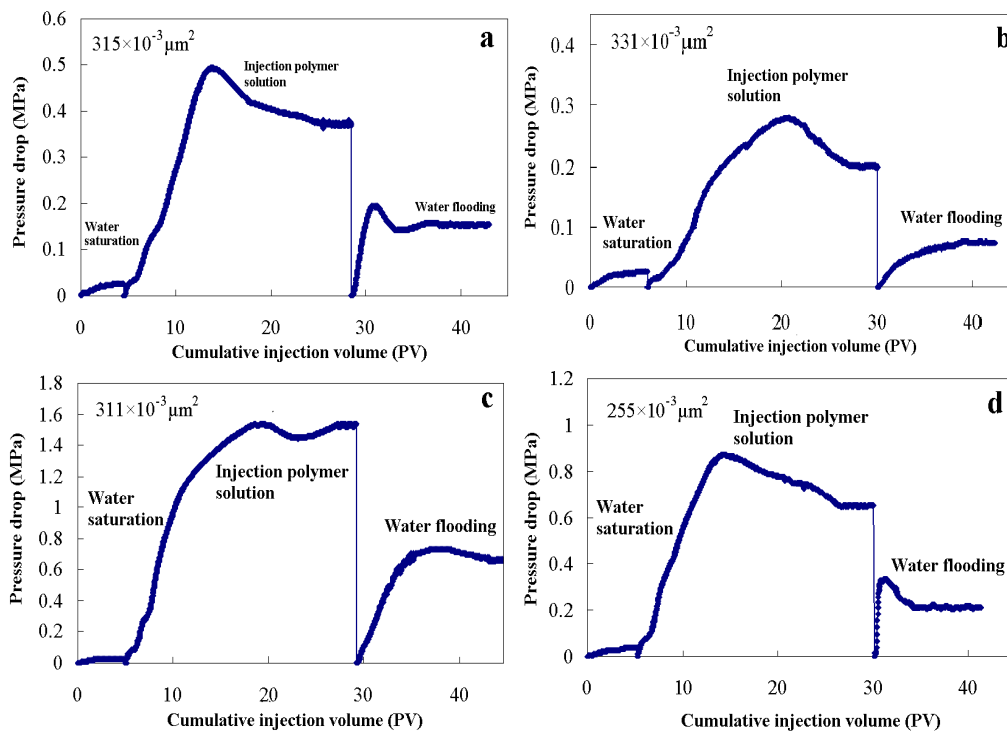 a
315×10⁻³μm²
Injection polymer
solution
Water
saturation
Water flooding
Pressure drop (MPa)
0.6
0.5
0.4
0.3
0.2
0.1
0
0 10 20 30 40
Cumulative injection volume (PV)
b
331×10⁻³μm²
Injection polymer
solution
Water
saturation
Water flooding
Pressure drop (MPa)
0.4
0.3
0.2
0.1
0
0 10 20 30 40
Cumulative injection volume (PV)
c
311×10⁻³μm²
Injection polymer
solution
Water
saturation
Water flooding
Pressure drop (MPa)
1.8
1.6
1.4
1.2
1
0.8
0.6
0.4
0.2
0
0 10 20 30 40
Cumulative injection volume (PV)
d
255×10⁻³μm²
Injection polymer
solution
Water
saturation
Water flooding
Pressure drop (MPa)
1.2
1
0.8
0.6
0.4
0.2
0
0 10 20 30 40
Cumulative injection volume (PV)